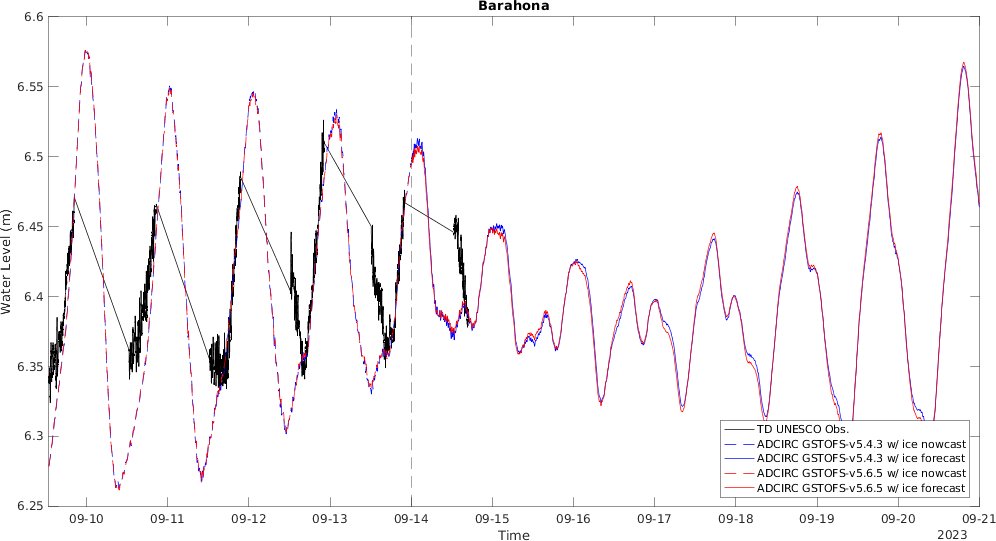 Barahona
6.6
6.55
6.5
6.45
6.4
6.35
6.3
6.25
Water Level (m)
TD UNESCO Obs.
ADCIRC GSTOFS-v5.4.3 w/ ice nowcast
ADCIRC GSTOFS-v5.4.3 w/ ice forecast
ADCIRC GSTOFS-v5.6.5 w/ ice nowcast
ADCIRC GSTOFS-v5.6.5 w/ ice forecast
09-10 09-11 09-12 09-13 09-14 09-15 09-16 09-17 09-18 09-19 09-20 09-21
Time
2023